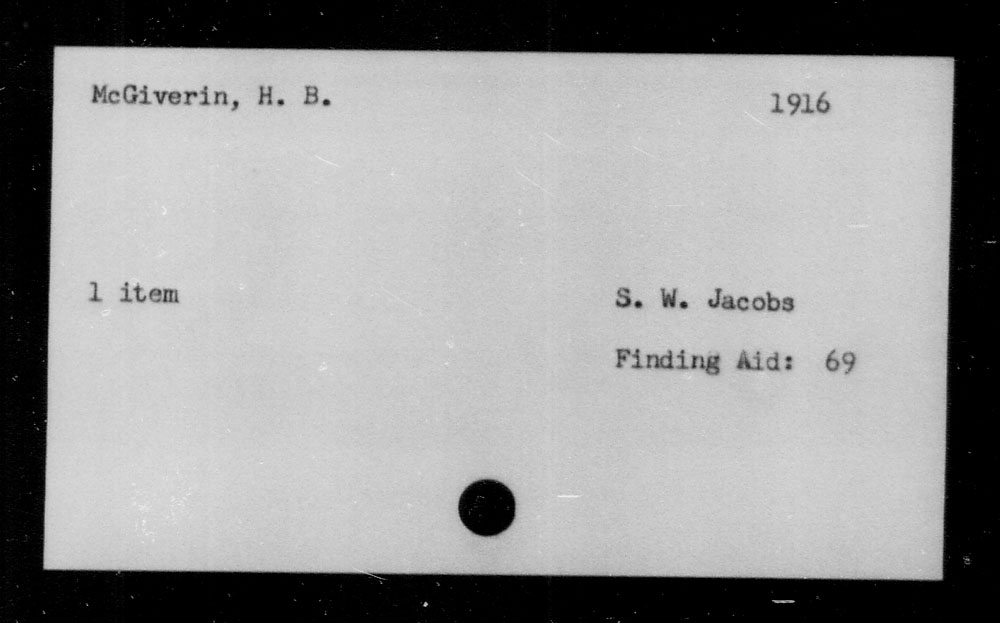 McGiverin, H. B.
1916
1 item
S. W. Jacobs
Finding Aid: 69